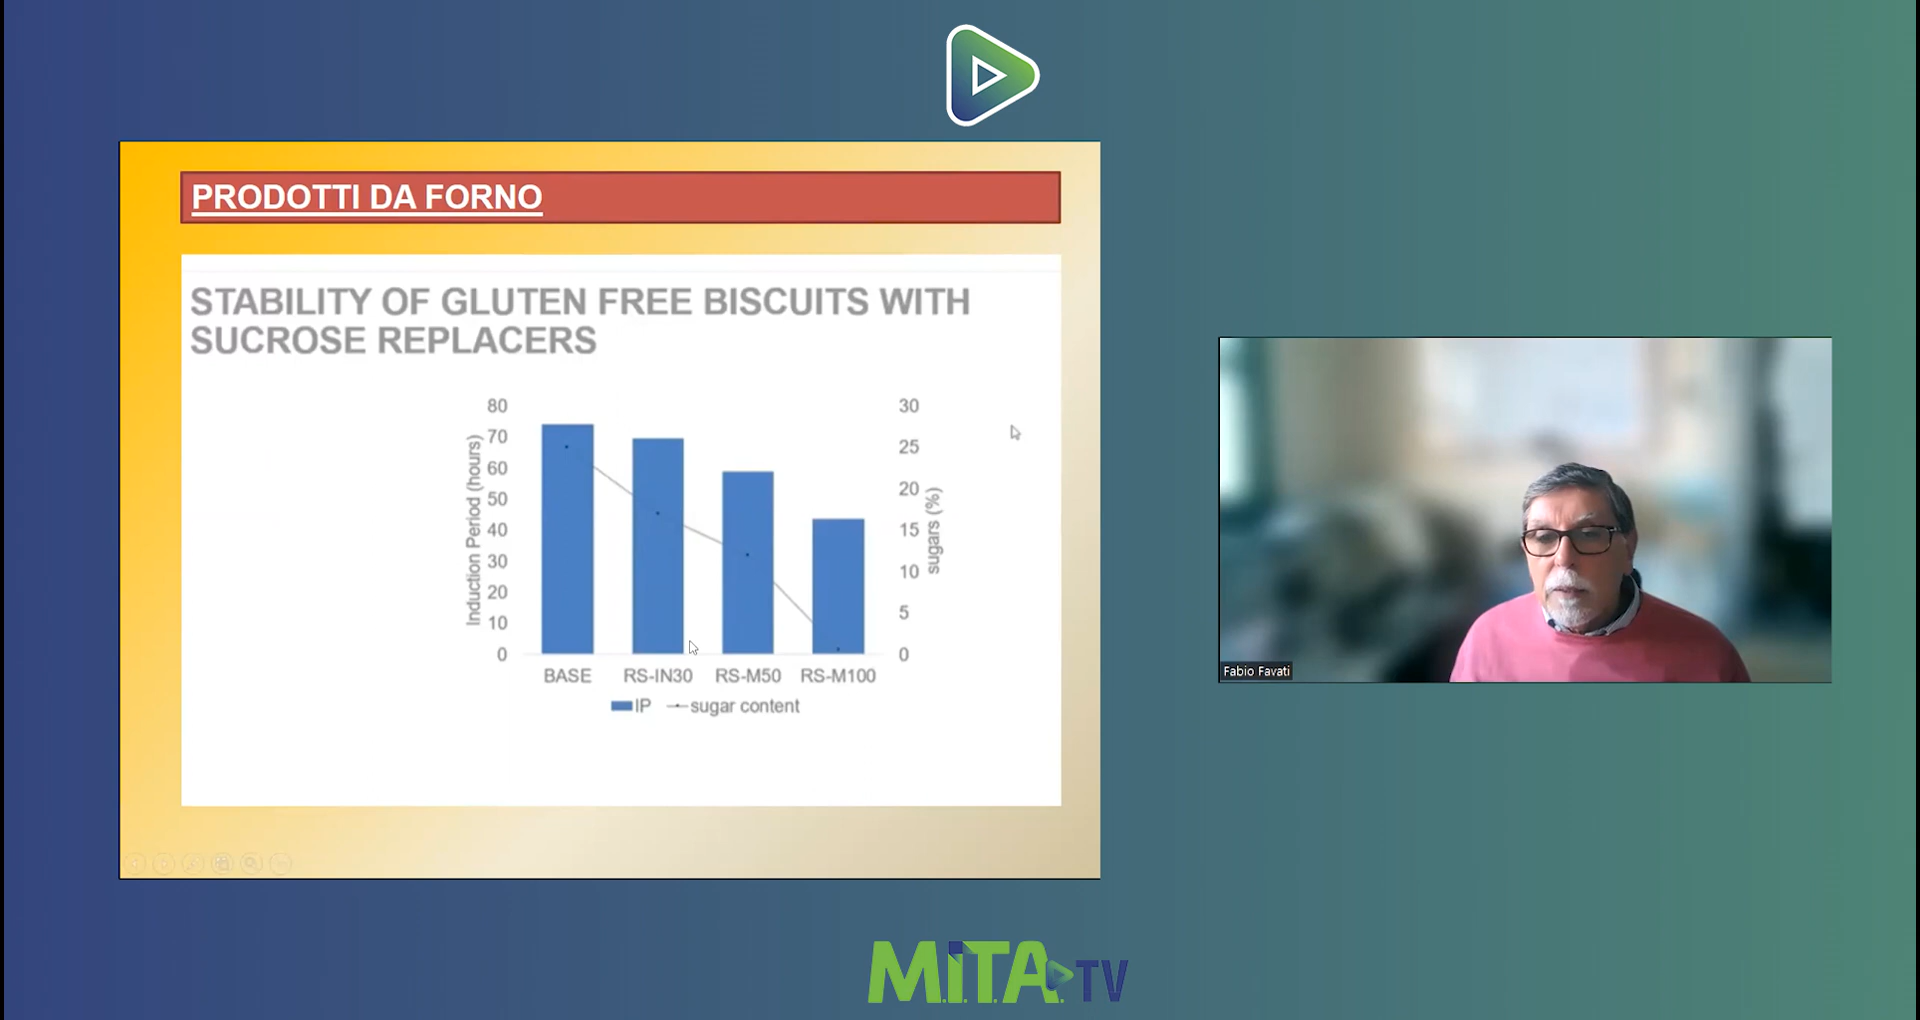 PRODOTTI DA FORNO
STABILITY OF GLUTEN FREE BISCUITS WITH
SUCROSE REPLACERS
Induction Period (hours)
80
70
60
50
40
30
20
10
0
30
25
20
15
10
5
0
sugars (%)
BASE RS-IN30 RS-M50 RS-M100
IP sugar content
Fabio Favati
M.I.T.A. TV